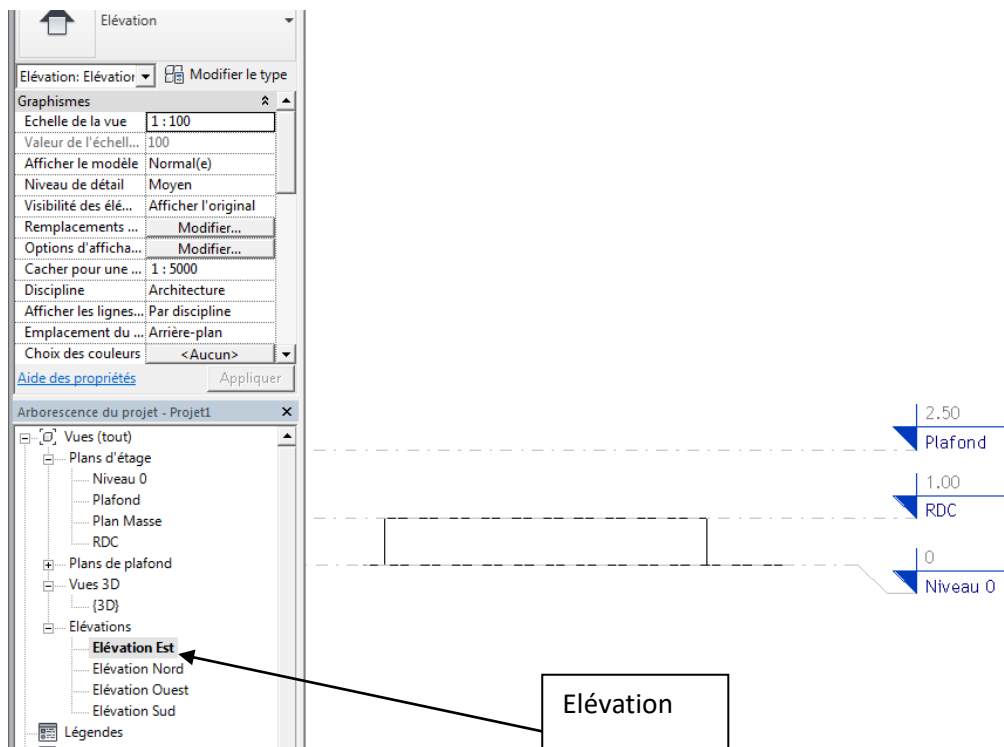 Elévation
Elévation: Elévation Modifier le type
Graphismes
Echelle de la vue 1 : 100
Valeur de l'échell... 100
Afficher le modèle Normal(e)
Niveau de détail Moyen
Visibilité des élé... Afficher l'original
Remplacements ... Modifier...
Options d'afficha... Modifier...
Cacher pour une ... 1 : 5000
Discipline Architecture
Afficher les lignes... Par discipline
Emplacement du ... Arrière-plan
Choix des couleurs <Aucun>
Aide des propriétés Appliquer
Arborescence du projet - Projet1
Vues (tout)
Plans d'étage
Niveau 0
Plafond
Plan Masse
RDC
Plans de plafond
Vues 3D
{3D}
Elévations
Elévation Est
Elévation Nord
Elévation Ouest
Elévation Sud
Légendes
2.50
Plafond
1.00
RDC
0
Niveau 0
Elévation